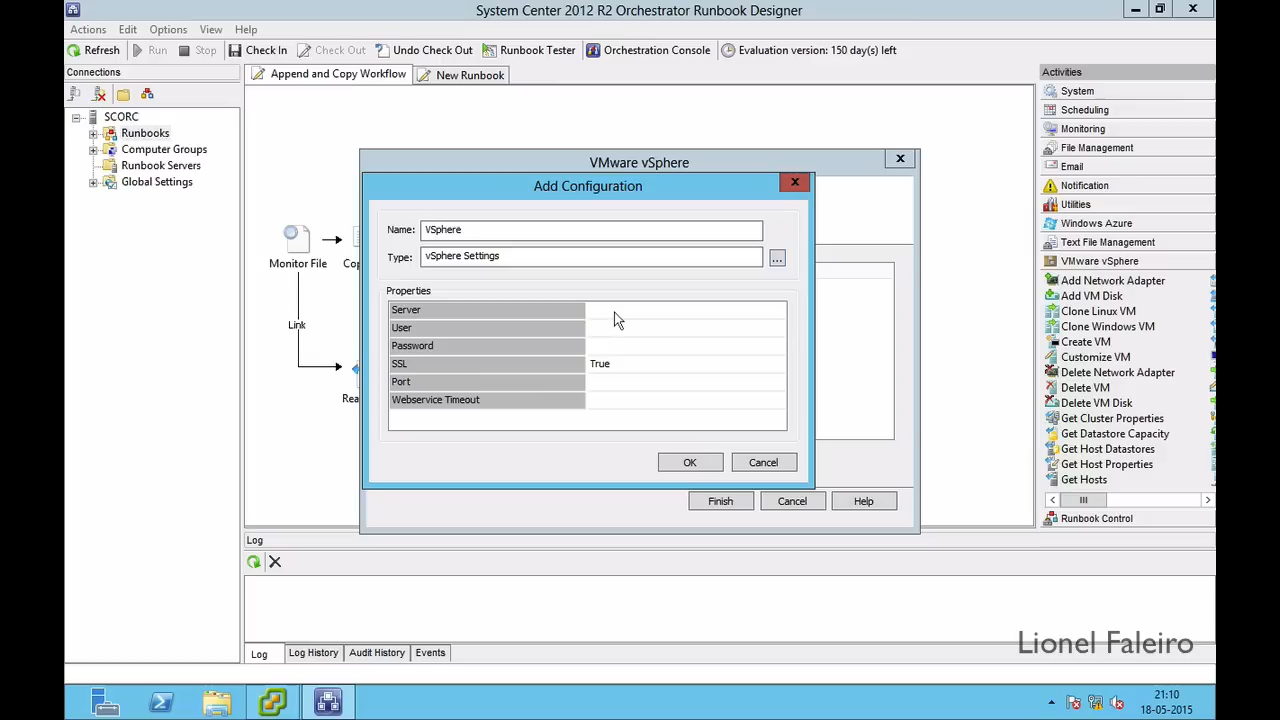 System Center 2012 R2 Orchestrator Runbook Designer
Actions Edit Options View Help
Refresh Run Stop Check In Check Out Undo Check Out Runbook Tester Orchestration Console Evaluation version: 150 day(s) left
Connections
SCORC
Runbooks
Computer Groups
Runbook Servers
Global Settings
Append and Copy Workflow New Runbook
Monitor File
Cop
Link
Rea
VMware vSphere
Add Configuration
Name: VSphere
Type: vSphere Settings ...
Properties
Server
User
Password
SSL True
Port
Webservice Timeout
OK Cancel
Finish Cancel Help
Activities
System
Scheduling
Monitoring
File Management
Email
Notification
Utilities
Windows Azure
Text File Management
VMware vSphere
Add Network Adapter
Add VM Disk
Clone Linux VM
Clone Windows VM
Create VM
Customize VM
Delete Network Adapter
Delete VM
Delete VM Disk
Get Cluster Properties
Get Datastore Capacity
Get Host Datastores
Get Host Properties
Get Hosts
Runbook Control
Log
Log Log History Audit History Events
Lionel Faleiro
21:10
18-05-2015